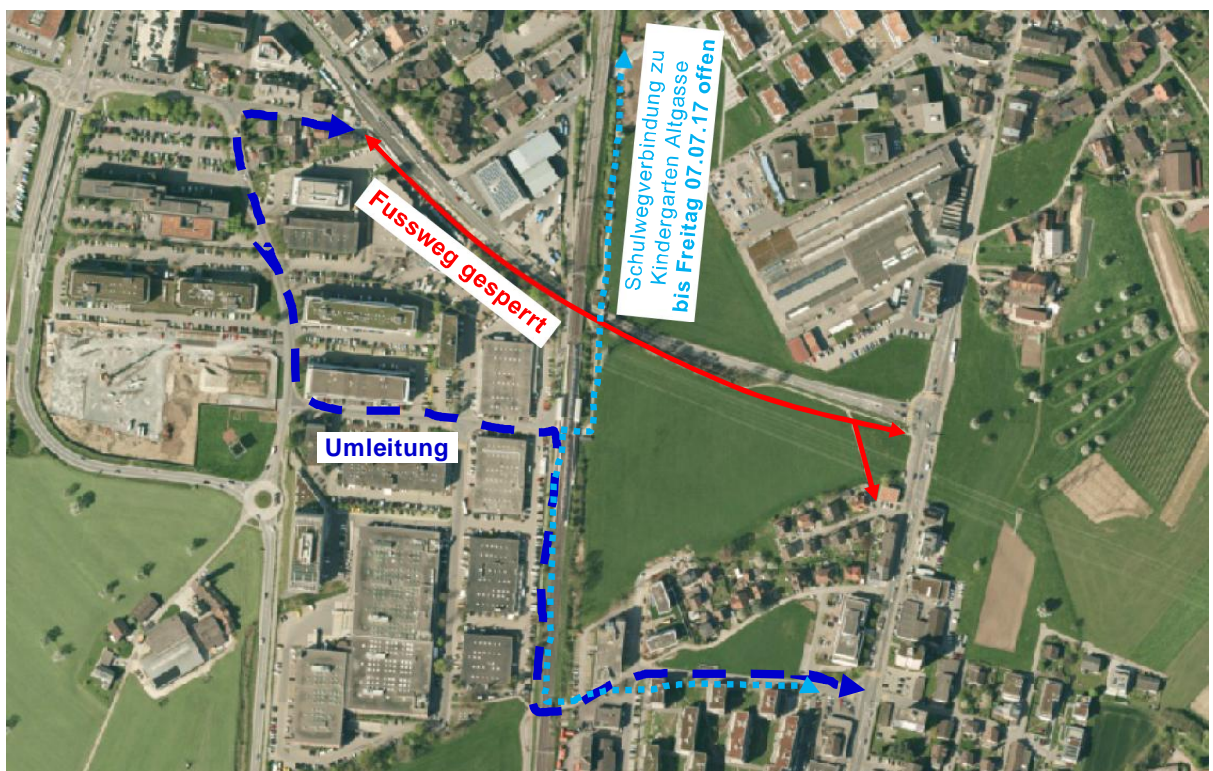 Fussweg gesperrt
Schulwegverbindung zu
Kindergarten Altgasse
bis Freitag 07.07.17 offen
Umleitung